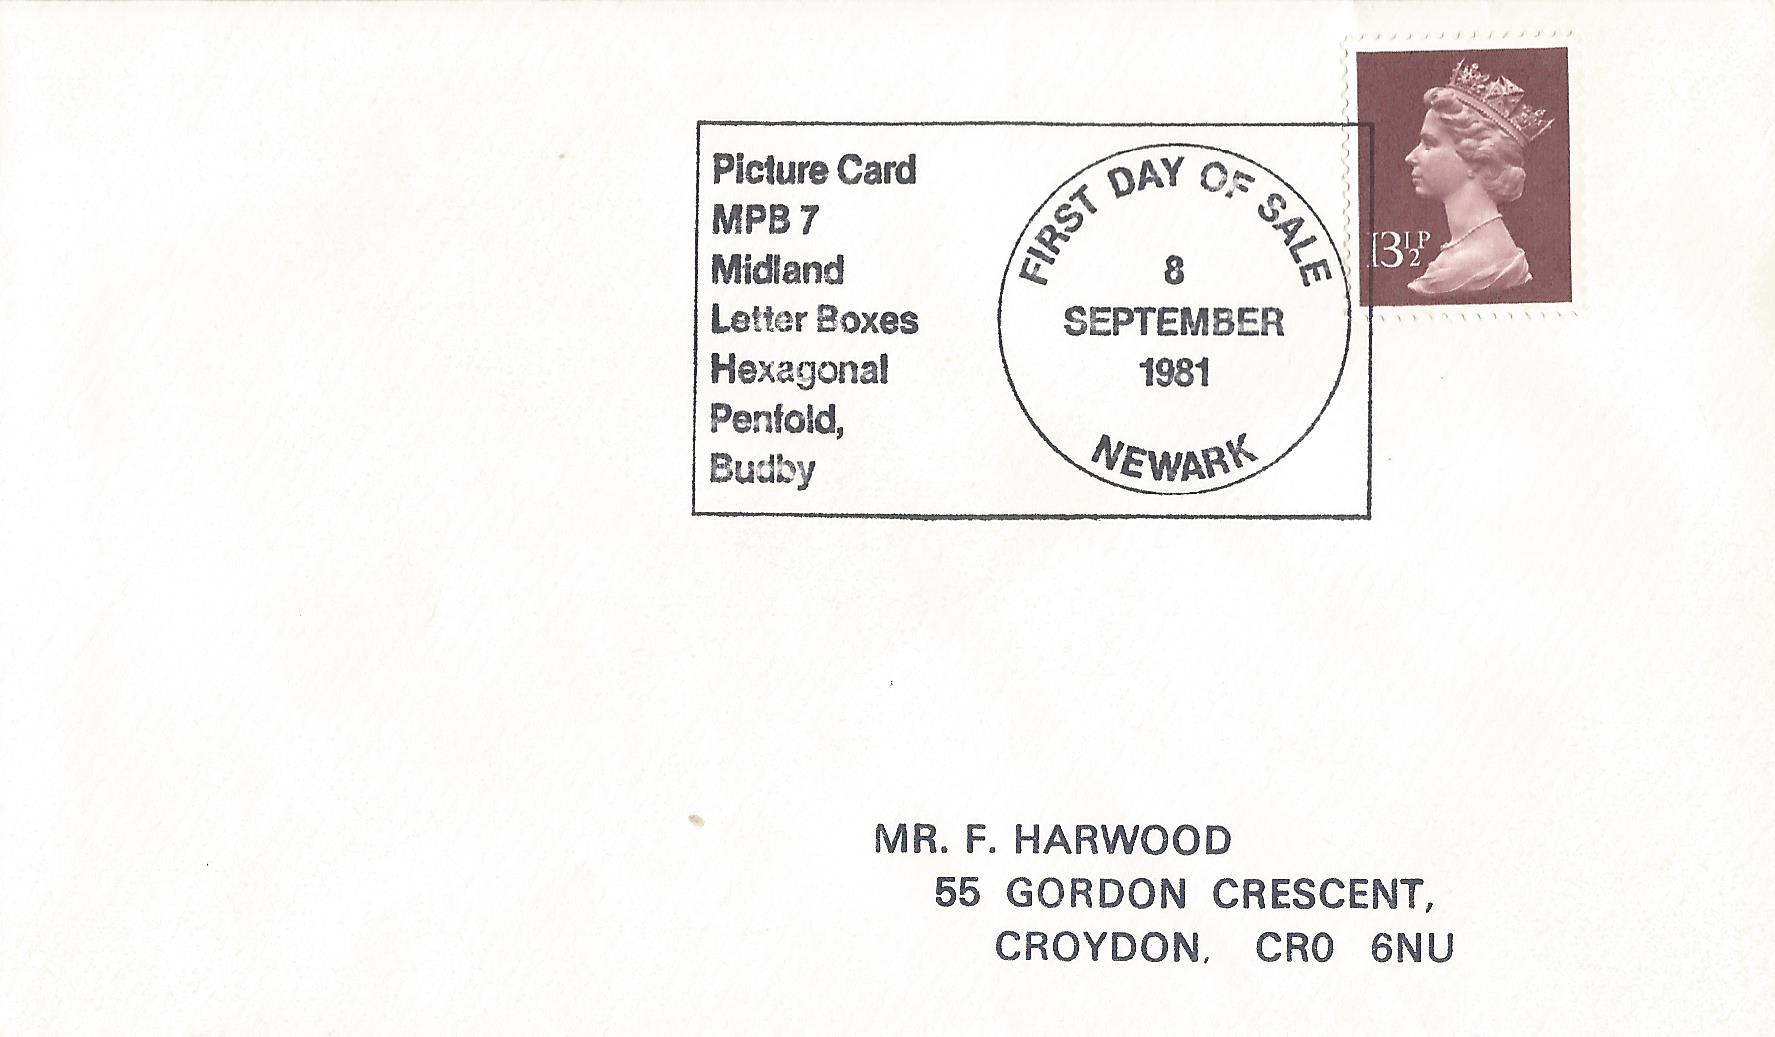 Picture Card
MPB 7
Midland
Letter Boxes
Hexagonal
Penfold,
Budby
FIRST DAY OF SALE
8
SEPTEMBER
1981
NEWARK
13½P
MR. F. HARWOOD
55 GORDON CRESCENT,
CROYDON, CR0 6NU